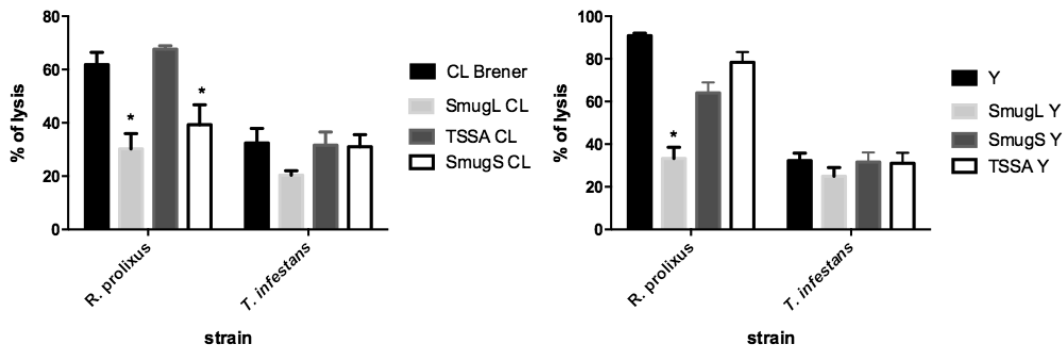 % of lysis
80
60
40
20
0
*
*
R. prolixus
T. infestans
strain
CL Brener
SmugL CL
TSSA CL
SmugS CL
% of lysis
100
80
60
40
20
0
*
R. prolixus
T. infestans
strain
Y
SmugL Y
SmugS Y
TSSA Y